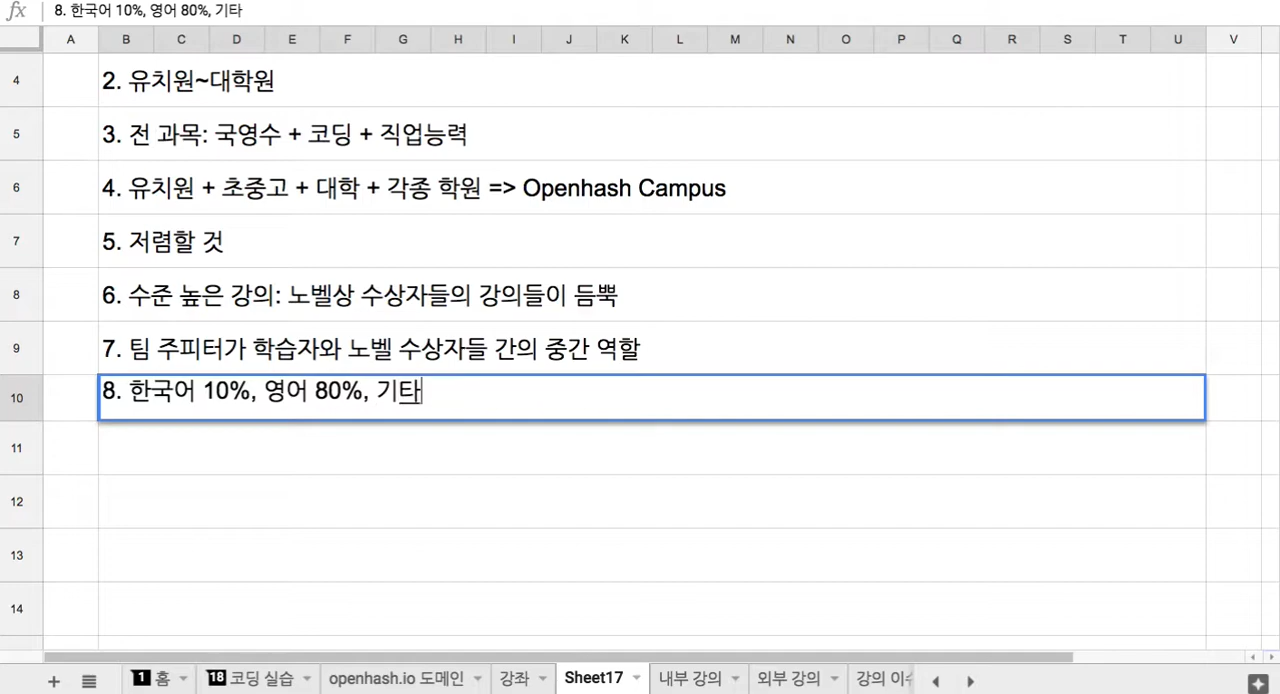 fx 8. 한국어 10%, 영어 80%, 기타
A B C D E F G H I J K L M N O P Q R S T U V
4 2. 유치원~대학원
5 3. 전 과목: 국영수 + 코딩 + 직업능력
6 4. 유치원 + 초중고 + 대학 + 각종 학원 => Openhash Campus
7 5. 저렴할 것
8 6. 수준 높은 강의: 노벨상 수상자들의 강의들이 듬뿍
9 7. 팀 주피터가 학습자와 노벨 수상자들 간의 중간 역할
10 8. 한국어 10%, 영어 80%, 기타
11
12
13
14
1 홈 18 코딩 실습 openhash.io 도메인 강좌 Sheet17 내부 강의 외부 강의 강의 이수